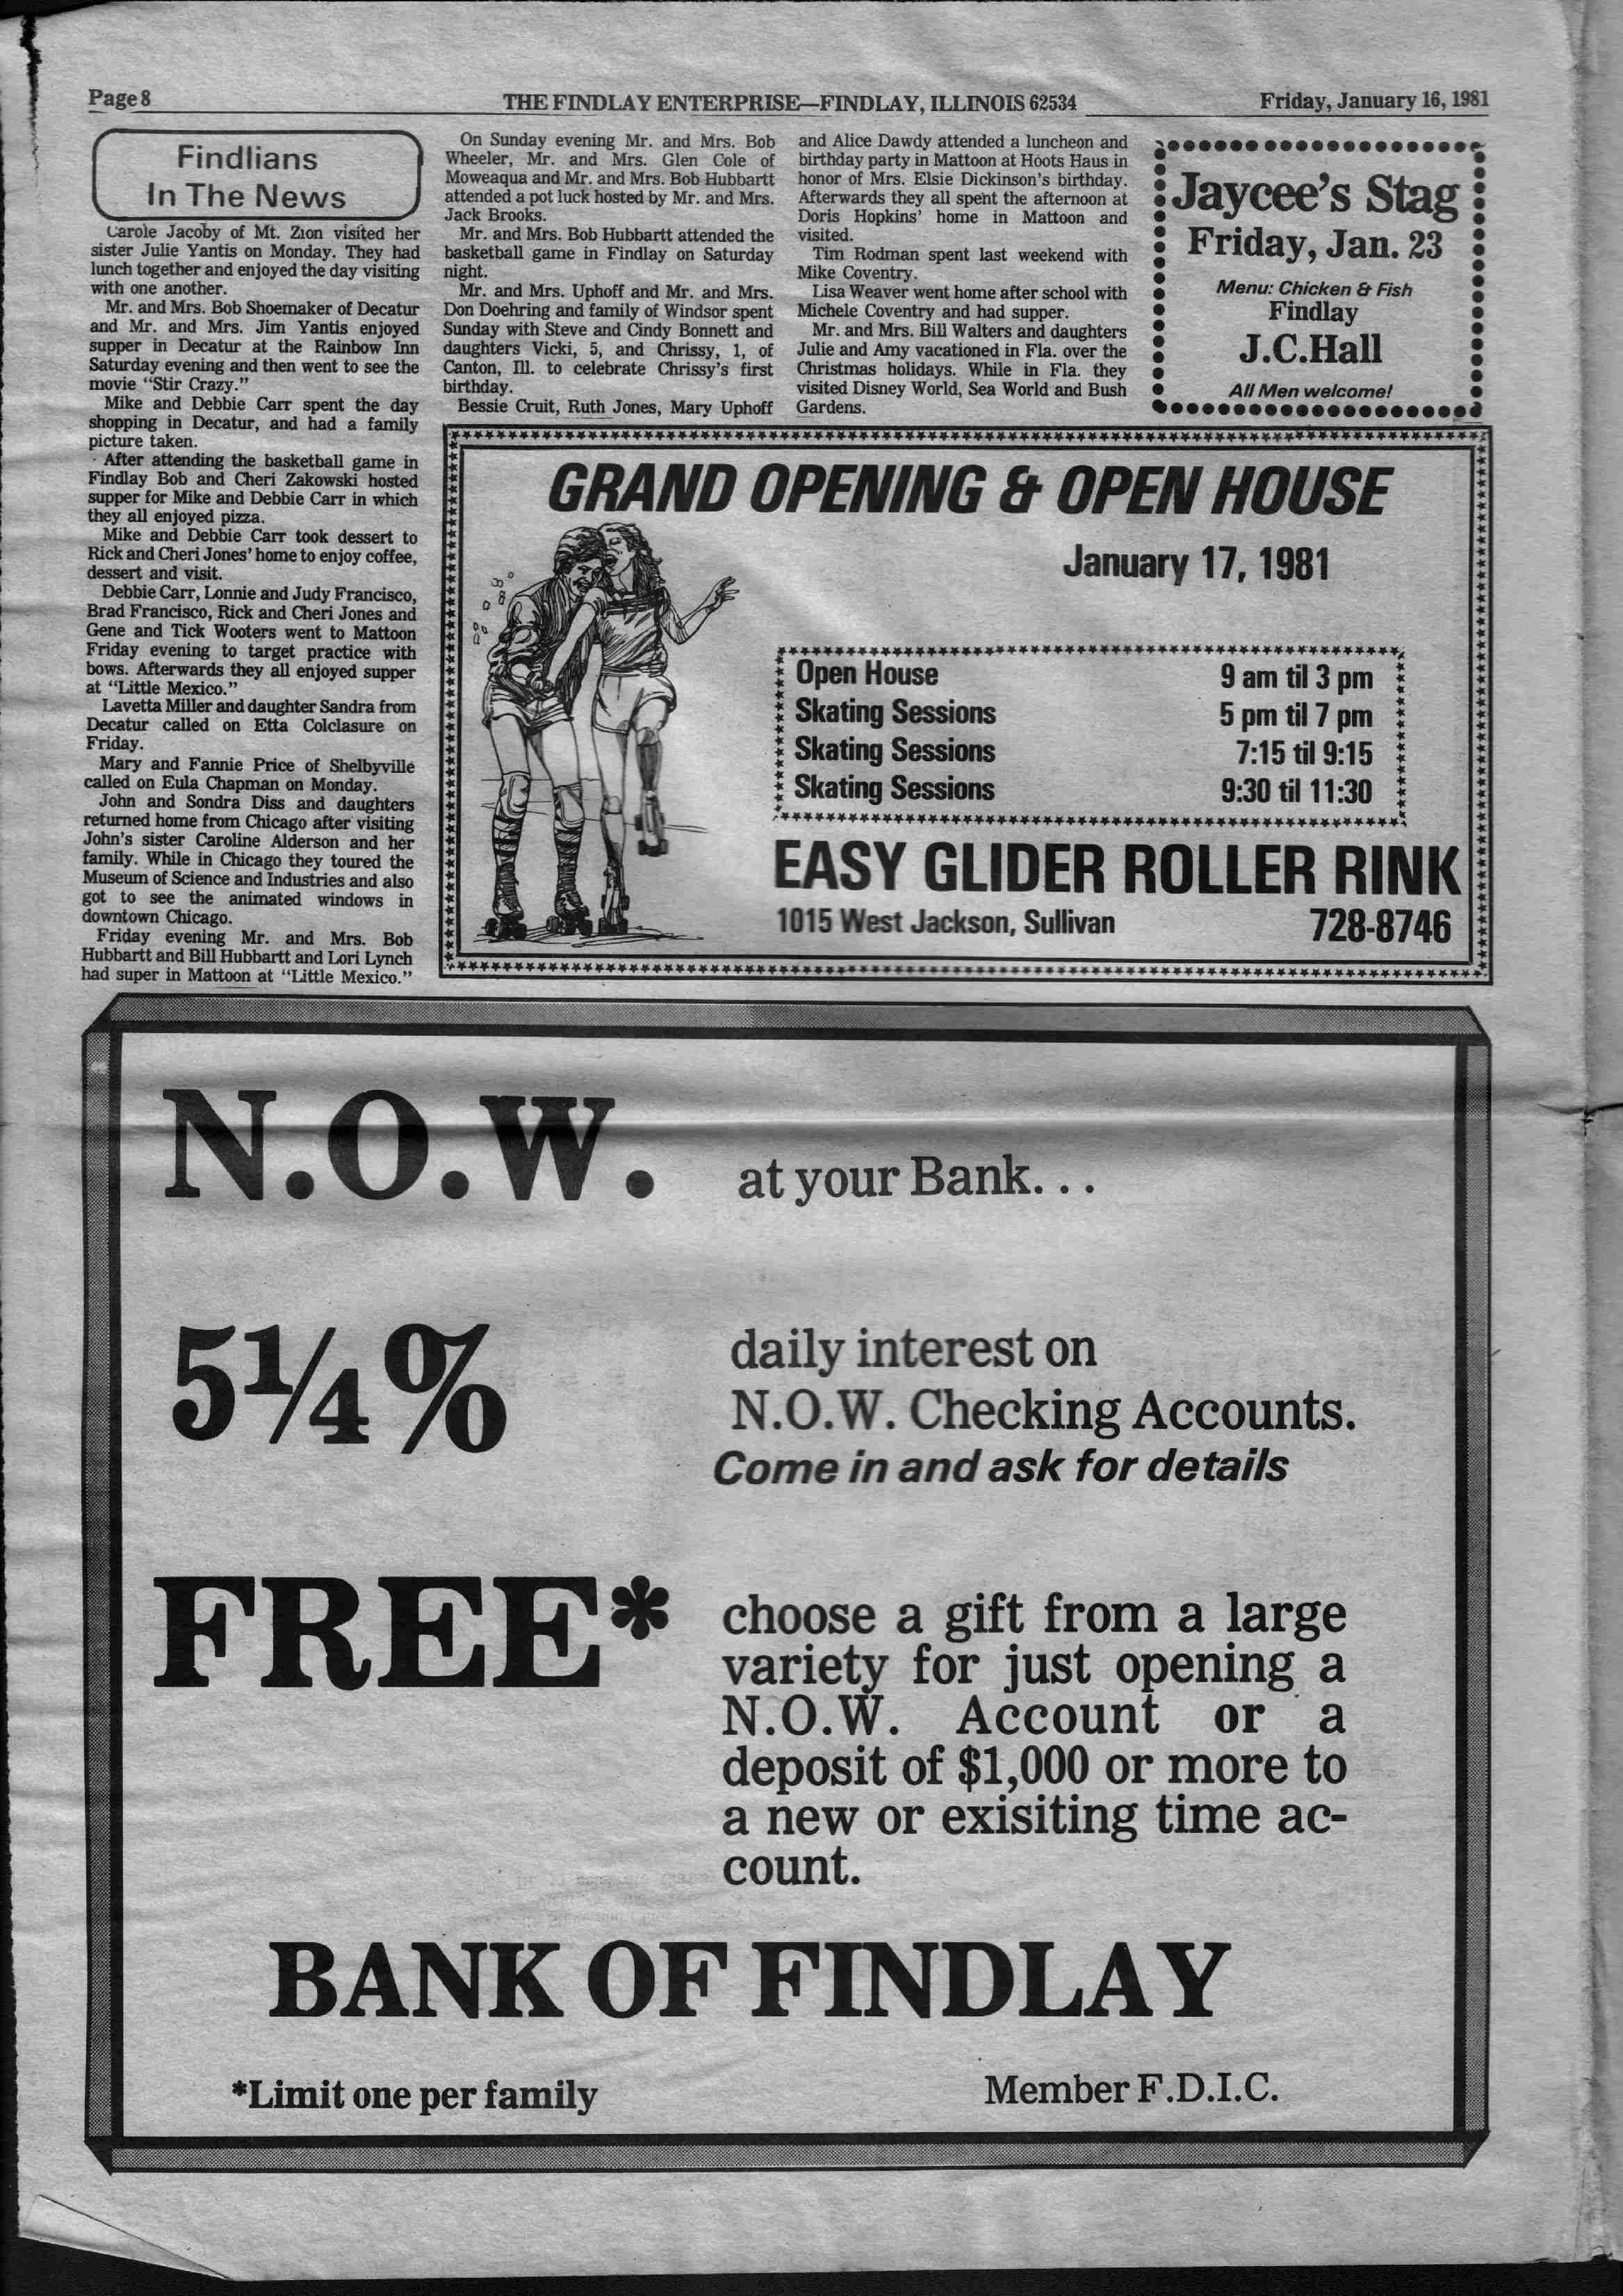 Page 8
THE FINDLAY ENTERPRISE—FINDLAY, ILLINOIS 62534
Friday, January 16, 1981
Findlians
In The News
Carole Jacoby of Mt. Zion visited her
sister Julie Yantis on Monday. They had
lunch together and enjoyed the day visiting
with one another.
Mr. and Mrs. Bob Shoemaker of Decatur
and Mr. and Mrs. Jim Yantis enjoyed
supper in Decatur at the Rainbow Inn
Saturday evening and then went to see the
movie "Stir Crazy."
Mike and Debbie Carr spent the day
shopping in Decatur, and had a family
picture taken.
After attending the basketball game in
Findlay Bob and Cheri Zakowski hosted
supper for Mike and Debbie Carr in which
they all enjoyed pizza.
Mike and Debbie Carr took dessert to
Rick and Cheri Jones' home to enjoy coffee,
dessert and visit.
Debbie Carr, Lonnie and Judy Francisco,
Brad Francisco, Rick and Cheri Jones and
Gene and Tick Wooters went to Mattoon
Friday evening to target practice with
bows. Afterwards they all enjoyed supper
at "Little Mexico."
Lavetta Miller and daughter Sandra from
Decatur called on Etta Colclasure on
Friday.
Mary and Fannie Price of Shelbyville
called on Eula Chapman on Monday.
John and Sondra Diss and daughters
returned home from Chicago after visiting
John's sister Caroline Alderson and her
family. While in Chicago they toured the
Museum of Science and Industries and also
got to see the animated windows in
downtown Chicago.
Friday evening Mr. and Mrs. Bob
Hubbartt and Bill Hubbartt and Lori Lynch
had super in Mattoon at "Little Mexico."
On Sunday evening Mr. and Mrs. Bob
Wheeler, Mr. and Mrs. Glen Cole of
Moweaqua and Mr. and Mrs. Bob Hubbartt
attended a pot luck hosted by Mr. and Mrs.
Jack Brooks.
Mr. and Mrs. Bob Hubbartt attended the
basketball game in Findlay on Saturday
night.
Mr. and Mrs. Uphoff and Mr. and Mrs.
Don Doehring and family of Windsor spent
Sunday with Steve and Cindy Bonnett and
daughters Vicki, 5, and Chrissy, 1, of
Canton, Ill. to celebrate Chrissy's first
birthday.
Bessie Cruit, Ruth Jones, Mary Uphoff
and Alice Dawdy attended a luncheon and
birthday party in Mattoon at Hoots Haus in
honor of Mrs. Elsie Dickinson's birthday.
Afterwards they all spent the afternoon at
Doris Hopkins' home in Mattoon and
visited.
Tim Rodman spent last weekend with
Mike Coventry.
Lisa Weaver went home after school with
Michele Coventry and had supper.
Mr. and Mrs. Bill Walters and daughters
Julie and Amy vacationed in Fla. over the
Christmas holidays. While in Fla. they
visited Disney World, Sea World and Bush
Gardens.
Jaycee's Stag
Friday, Jan. 23
Menu: Chicken & Fish
Findlay
J.C.Hall
All Men welcome!
GRAND OPENING & OPEN HOUSE
January 17, 1981
Open House 9 am til 3 pm
Skating Sessions 5 pm til 7 pm
Skating Sessions 7:15 til 9:15
Skating Sessions 9:30 til 11:30
EASY GLIDER ROLLER RINK
1015 West Jackson, Sullivan 728-8746
N.O.W. at your Bank. . .
5¼% daily interest on
N.O.W. Checking Accounts.
Come in and ask for details
FREE* choose a gift from a large
variety for just opening a
N.O.W. Account or a
deposit of $1,000 or more to
a new or exisiting time ac-
count.
BANK OF FINDLAY
*Limit one per family Member F.D.I.C.